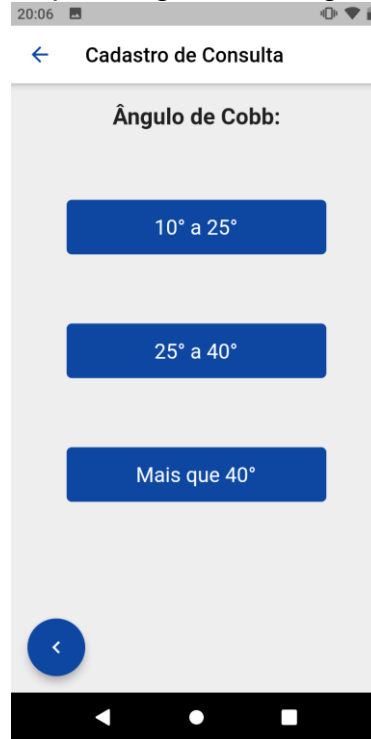 20:06
Cadastro de Consulta
Ângulo de Cobb:
10° a 25°
25° a 40°
Mais que 40°